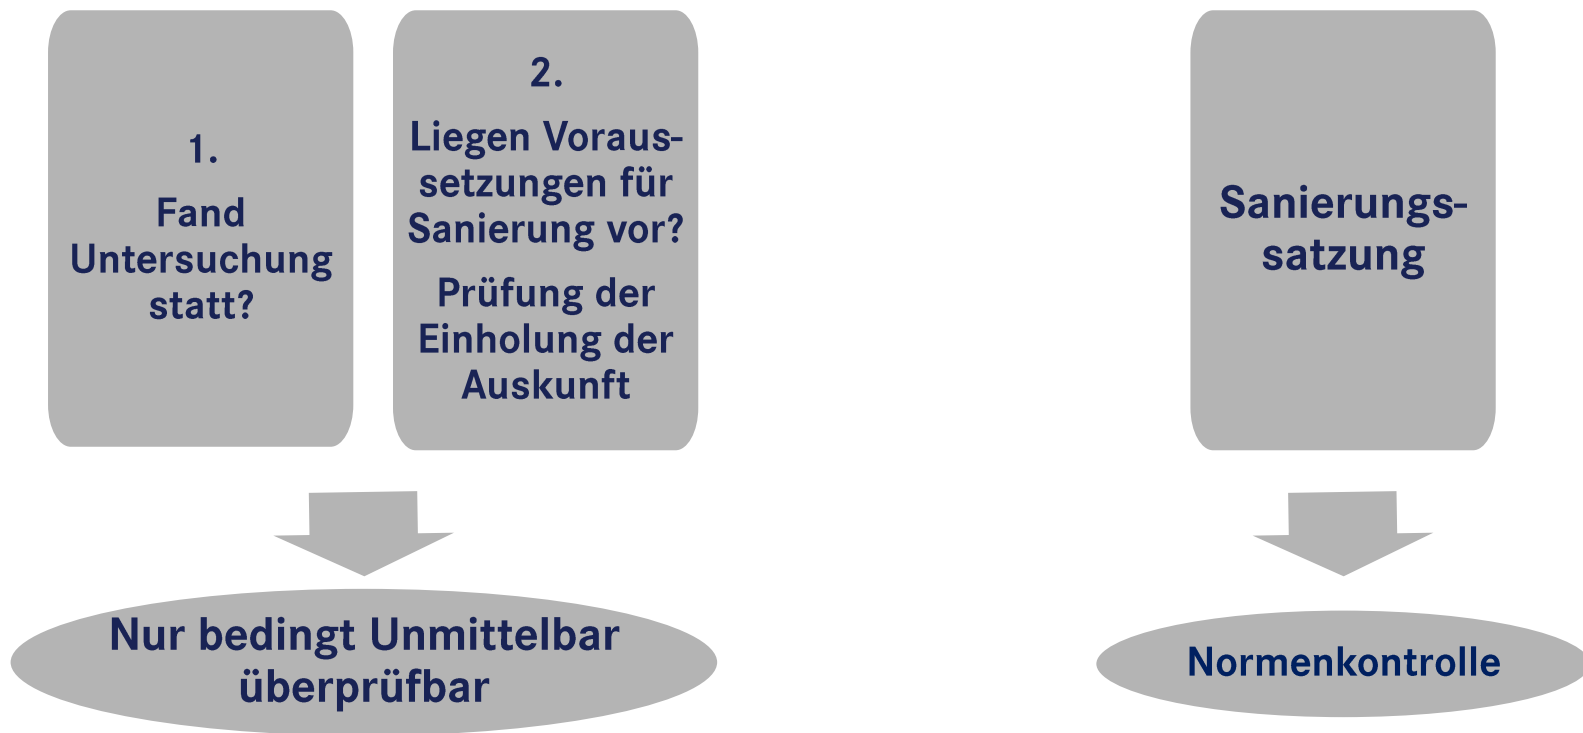 1.
Fand
Untersuchung
statt?
2.
Liegen Voraus-
setzungen für
Sanierung vor?
Prüfung der
Einholung der
Auskunft
Sanierungs-
satzung
Nur bedingt Unmittelbar
überprüfbar
Normenkontrolle